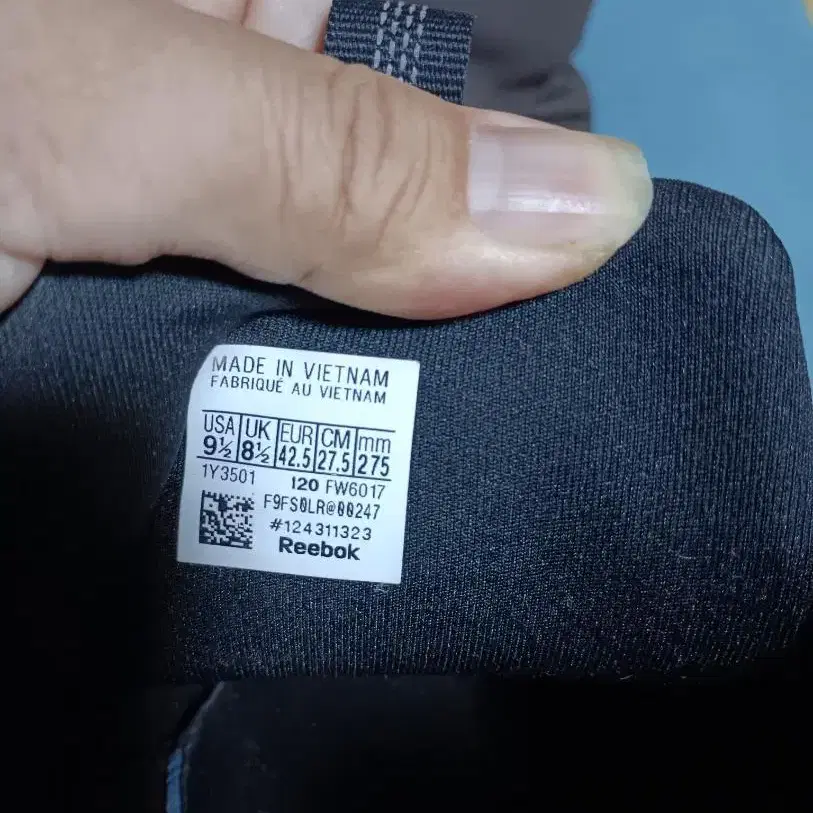 MADE IN VIETNAM
FABRIQUÉ AU VIETNAM
USA UK EUR CM mm
9½ 8½ 42.5 27.5 275
1Y3501 120 FW6017
F9FS0LR@00247
#124311323
Reebok